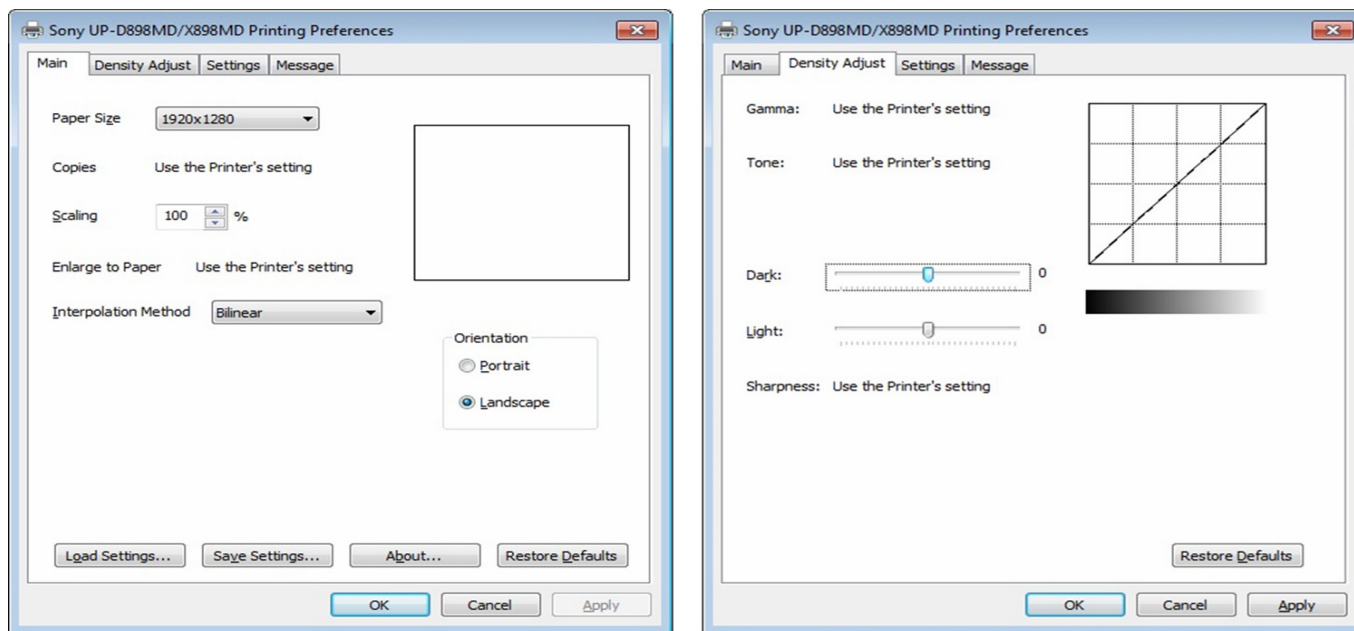 Sony UP-D898MD/X898MD Printing Preferences
Main Density Adjust Settings Message
Paper Size 1920x1280
Copies Use the Printer's setting
Scaling 100 %
Enlarge to Paper Use the Printer's setting
Interpolation Method Bilinear
Orientation
Portrait
Landscape
Load Settings... Save Settings... About... Restore Defaults
OK Cancel Apply
Sony UP-D898MD/X898MD Printing Preferences
Main Density Adjust Settings Message
Gamma: Use the Printer's setting
Tone: Use the Printer's setting
Dark: 0
Light: 0
Sharpness: Use the Printer's setting
Restore Defaults
OK Cancel Apply